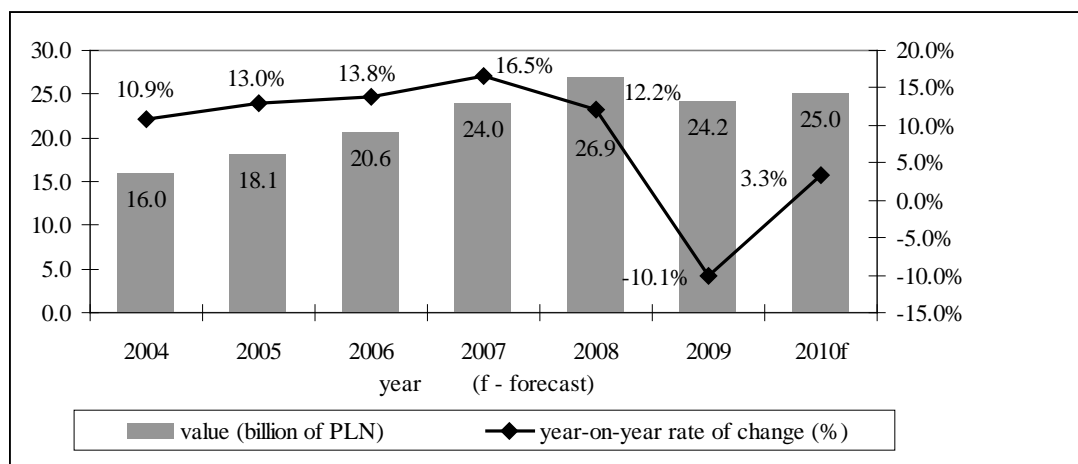 30.0 20.0%
10.9% 13.0% 13.8% 16.5% 12.2%
25.0 15.0%
20.0 10.0%
15.0 5.0%
10.0 0.0%
5.0 -5.0%
0.0 -10.0%
-15.0%
16.0 18.1 20.6 24.0 26.9 24.2 25.0
3.3%
-10.1%
2004 2005 2006 2007 2008 2009 2010f
year (f - forecast)
value (billion of PLN) year-on-year rate of change (%)